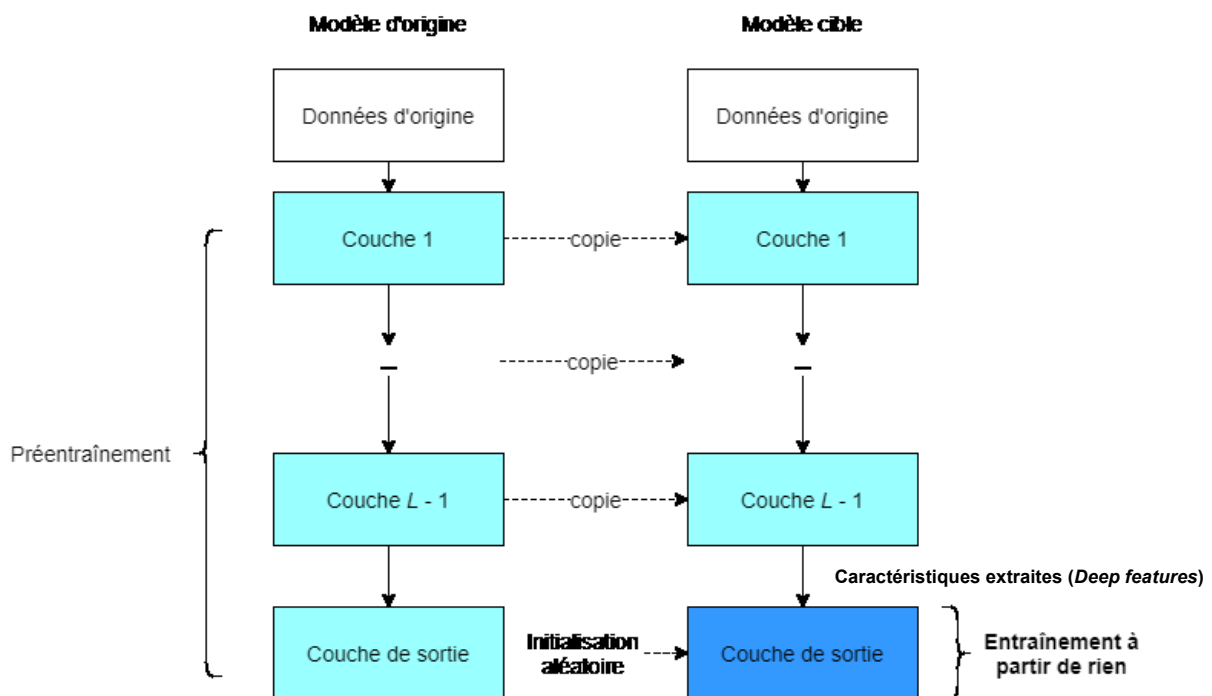 Modèle d'origine
Modèle cible
Données d'origine
Données d'origine
Couche 1
copie
Couche 1
copie
Préentraînement
Couche L - 1
copie
Couche L - 1
Caractéristiques extraites (Deep features)
Couche de sortie
Initialisation
aléatoire
Couche de sortie
Entraînement à
partir de rien